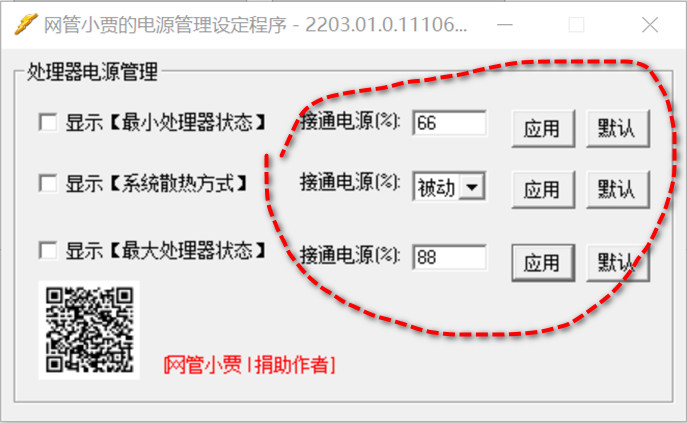 网管小贾的电源管理设定程序 - 2203.01.0.11106...
处理器电源管理
显示【最小处理器状态】 接通电源(%): 66 应用 默认
显示【系统散热方式】 接通电源(%): 被动 应用 默认
显示【最大处理器状态】 接通电源(%): 88 应用 默认
[网管小贾 | 捐助作者]